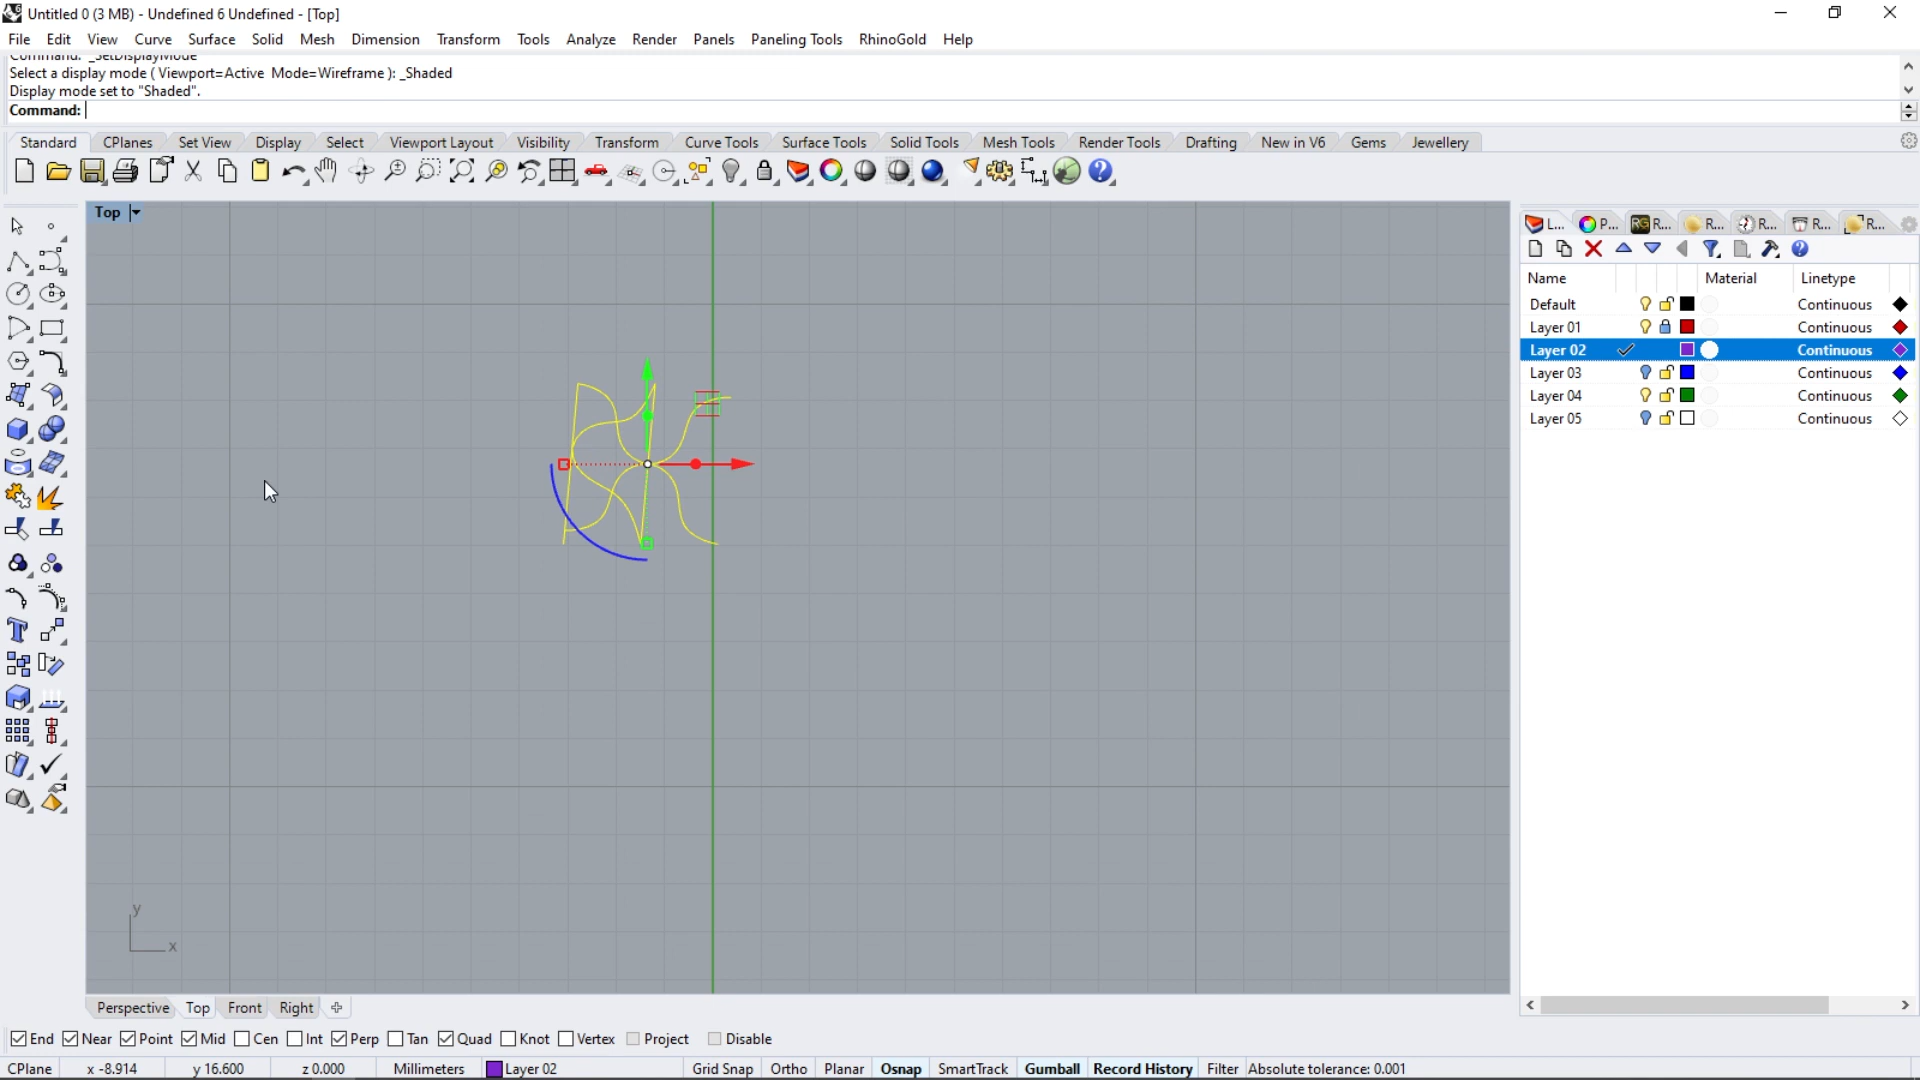 Untitled 0 (3 MB) - Undefined 6 Undefined - [Top]
File Edit View Curve Surface Solid Mesh Dimension Transform Tools Analyze Render Panels Paneling Tools RhinoGold Help
Command: _SetDisplayMode
Select a display mode ( Viewport=Active Mode=Wireframe ): _Shaded
Display mode set to "Shaded".
Command:
Standard CPlanes Set View Display Select Viewport Layout Visibility Transform Curve Tools Surface Tools Solid Tools Mesh Tools Render Tools Drafting New in V6 Gems Jewellery
Top
L... P... R... R... R... R... R...
Name Material Linetype
Default Continuous
Layer 01 Continuous
Layer 02 Continuous
Layer 03 Continuous
Layer 04 Continuous
Layer 05 Continuous
y
x
Perspective Top Front Right
End Near Point Mid Cen Int Perp Tan Quad Knot Vertex Project Disable
CPlane x -8.914 y 16.600 z 0.000 Millimeters Layer 02 Grid Snap Ortho Planar Osnap SmartTrack Gumball Record History Filter Absolute tolerance: 0.001